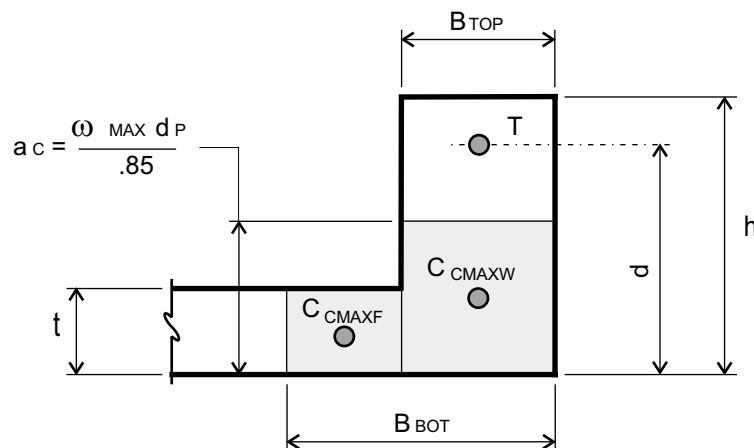 B TOP
ω MAX d P
a C =
.85
T
h
d
C CMAXW
C CMAXF
t
B BOT